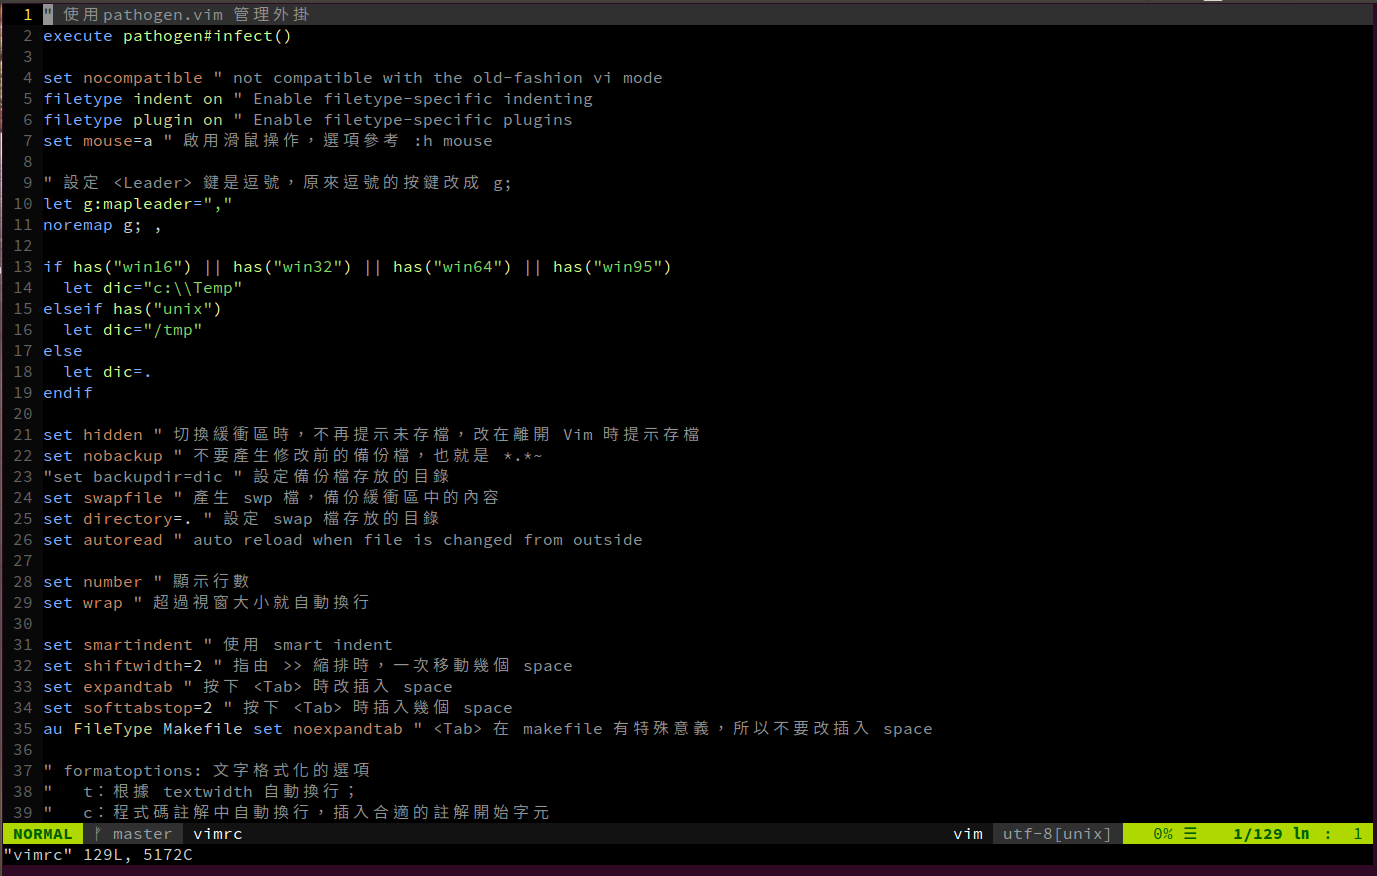 1 " 使用pathogen.vim 管理外掛
2 execute pathogen#infect()
3
4 set nocompatible " not compatible with the old-fashion vi mode
5 filetype indent on " Enable filetype-specific indenting
6 filetype plugin on " Enable filetype-specific plugins
7 set mouse=a " 啟用滑鼠操作，選項參考 :h mouse
8
9 " 設定 <Leader> 鍵是逗號，原來逗號的按鍵改成 g;
10 let g:mapleader=","
11 noremap g; ,
12
13 if has("win16") || has("win32") || has("win64") || has("win95")
14   let dic="c:\\Temp"
15 elseif has("unix")
16   let dic="/tmp"
17 else
18   let dic=.
19 endif
20
21 set hidden " 切換緩衝區時，不再提示未存檔，改在離開 Vim 時提示存檔
22 set nobackup " 不要產生修改前的備份檔，也就是 *.*~
23 "set backupdir=dic " 設定備份檔存放的目錄
24 set swapfile " 產生 swp 檔，備份緩衝區中的內容
25 set directory=. " 設定 swap 檔存放的目錄
26 set autoread " auto reload when file is changed from outside
27
28 set number " 顯示行數
29 set wrap " 超過視窗大小就自動換行
30
31 set smartindent " 使用 smart indent
32 set shiftwidth=2 " 指由 >> 縮排時，一次移動幾個 space
33 set expandtab " 按下 <Tab> 時改插入 space
34 set softtabstop=2 " 按下 <Tab> 時插入幾個 space
35 au FileType Makefile set noexpandtab " <Tab> 在 makefile 有特殊意義，所以不要改插入 space
36
37 " formatoptions: 文字格式化的選項
38 "   t：根據 textwidth 自動換行；
39 "   c：程式碼註解中自動換行，插入合適的註解開始字元
NORMAL ᚠ master vimrc vim utf-8[unix] 0% ☰ 1/129 ln : 1
"vimrc" 129L, 5172C